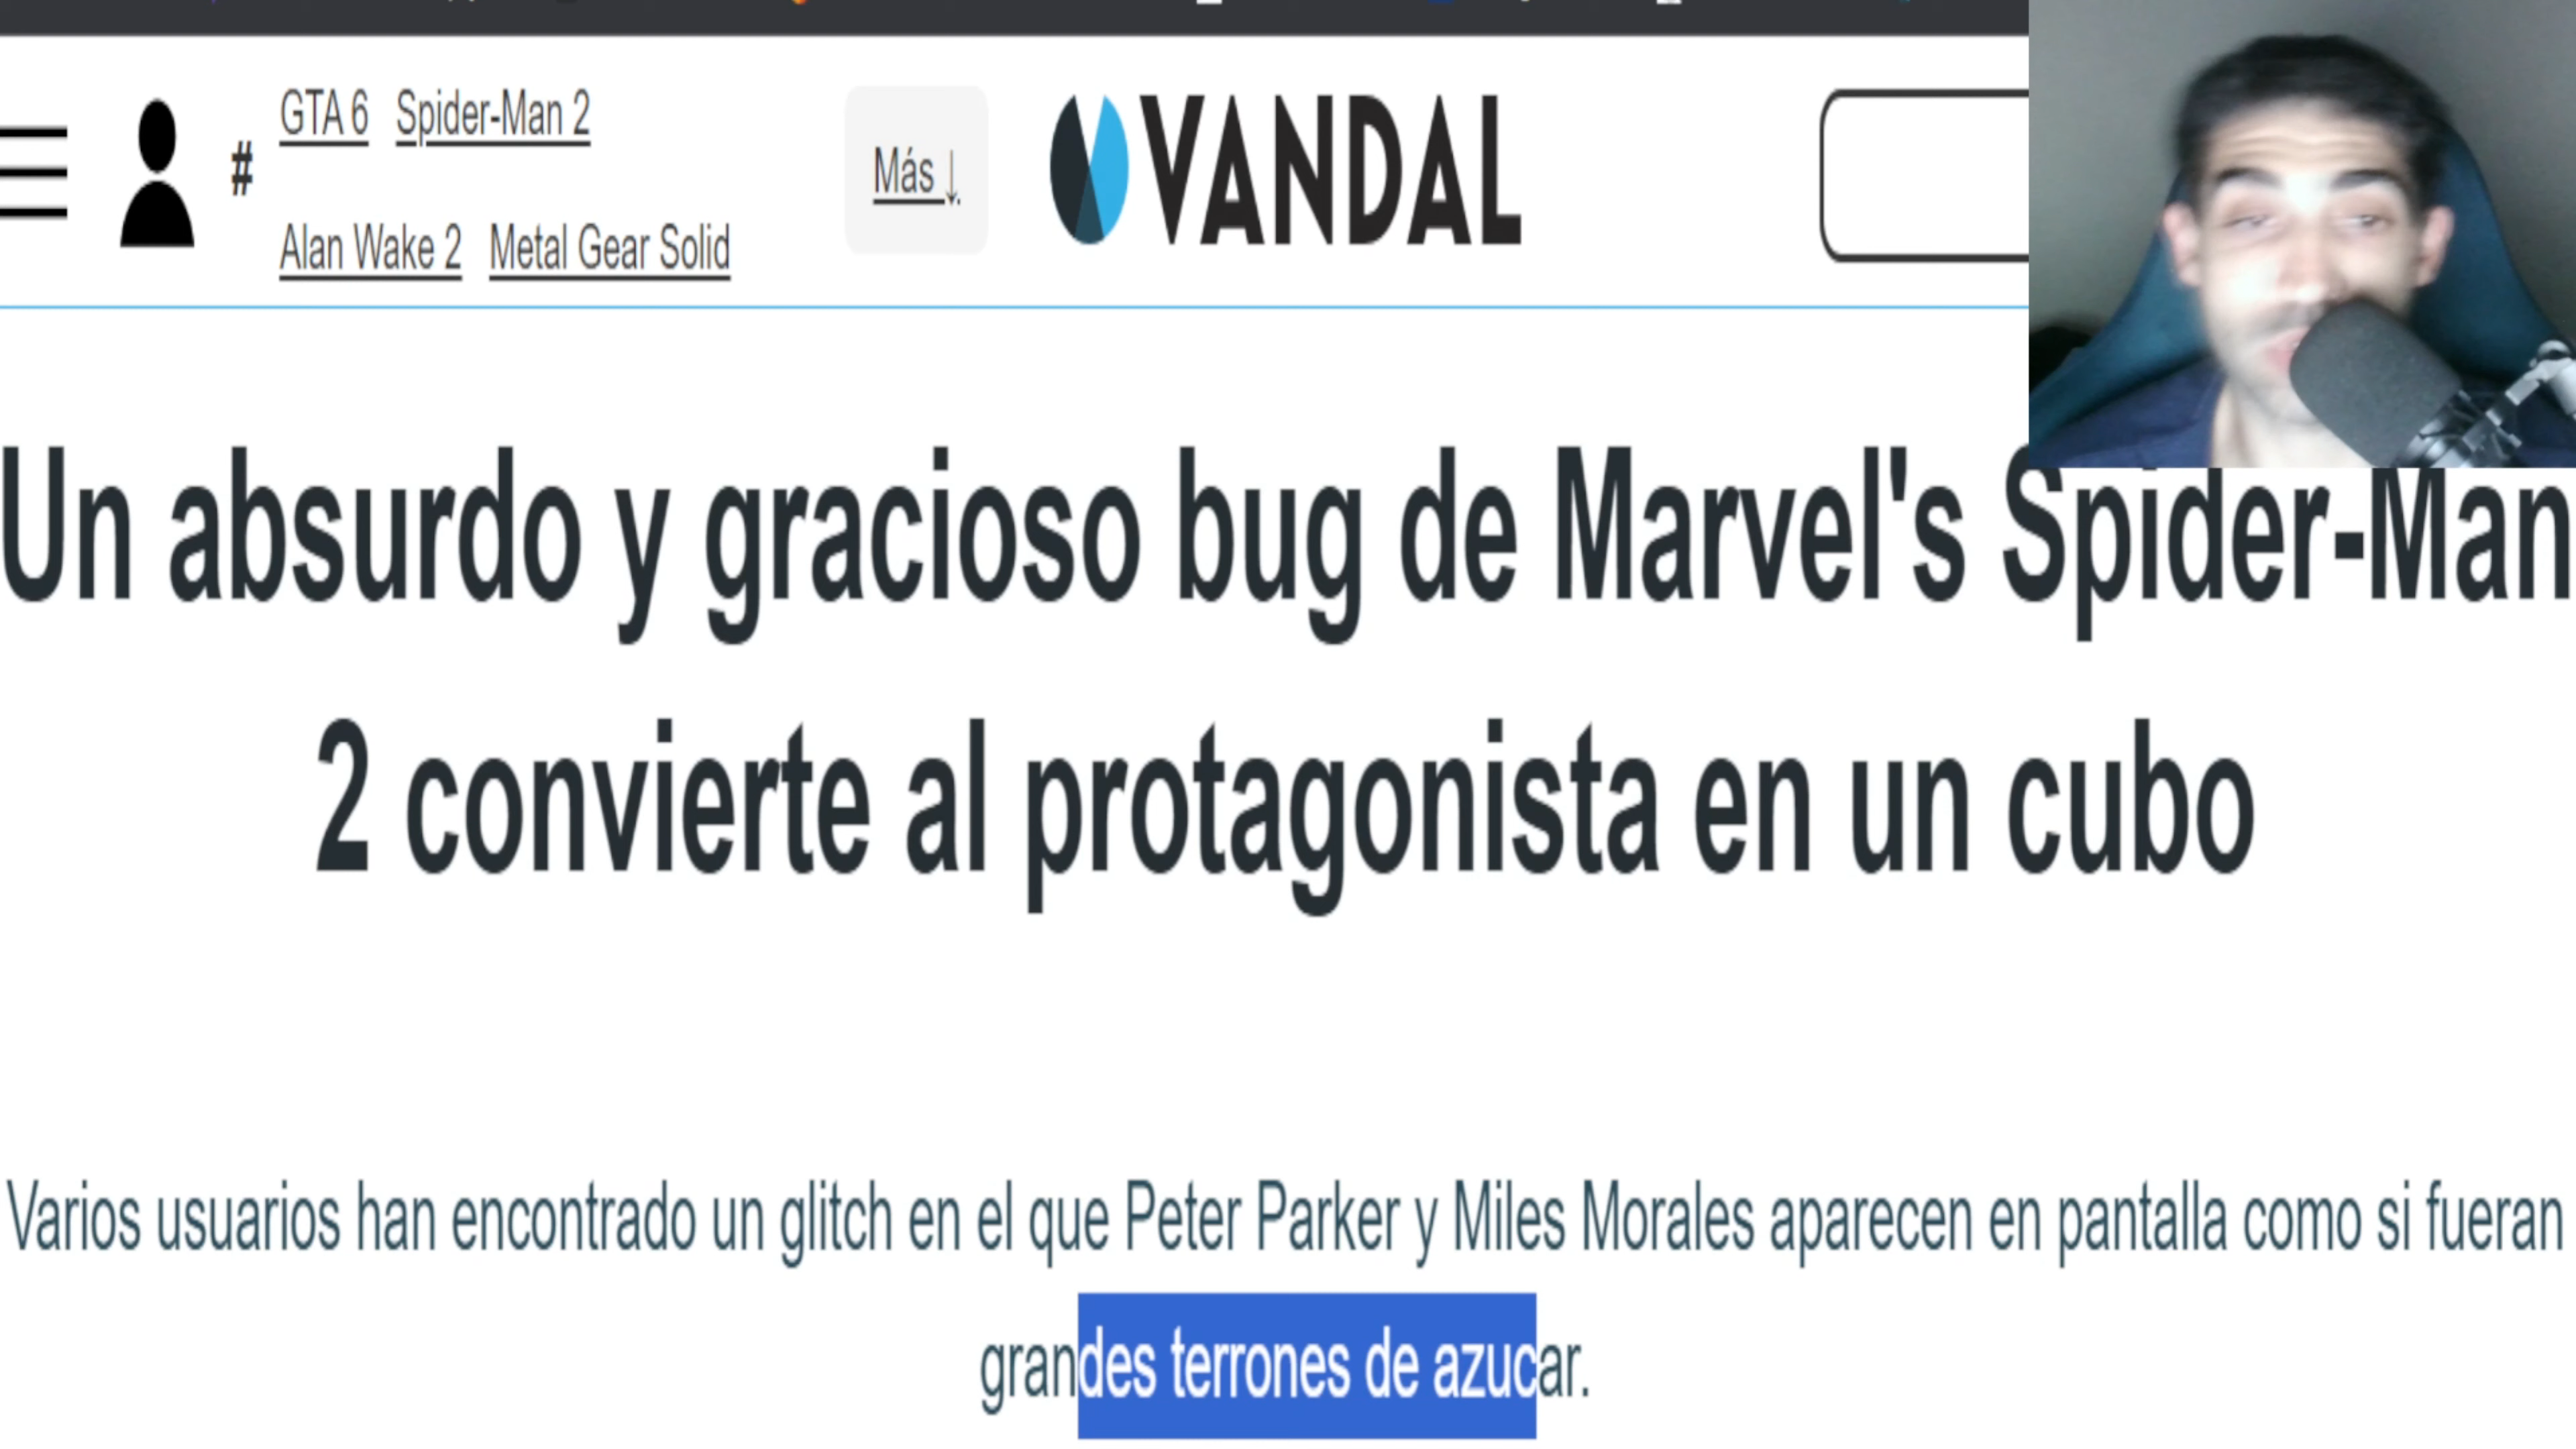 # GTA 6 Spider-Man 2
Más ↓
VANDAL
Alan Wake 2 Metal Gear Solid
Un absurdo y gracioso bug de Marvel's Spider-Man
2 convierte al protagonista en un cubo
Varios usuarios han encontrado un glitch en el que Peter Parker y Miles Morales aparecen en pantalla como si fueran
grandes terrones de azucar.